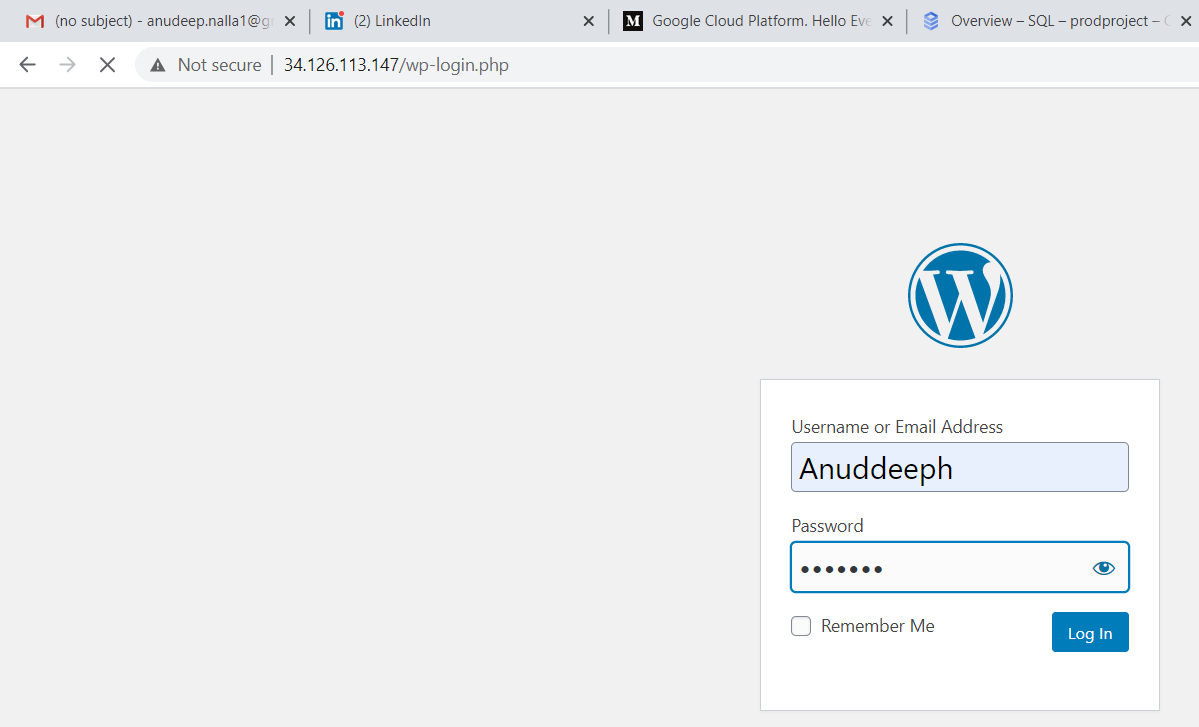 (no subject) - anudeep.nalla1@g
(2) LinkedIn
M Google Cloud Platform. Hello Eve
Overview – SQL – prodproject –
Not secure | 34.126.113.147/wp-login.php
Username or Email Address
Anuddeeph
Password
•••••••
Remember Me
Log In